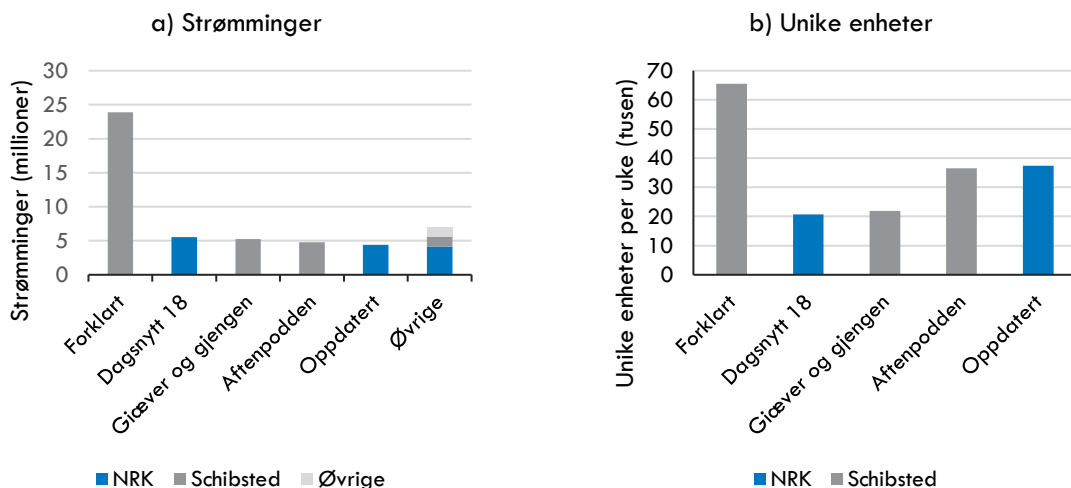 a) Strømminger
Strømminger (millioner)
30
25
20
15
10
5
0
Forklart
Dagsnytt 18
Giæver og gjengen
Aftenpodden
Oppdatert
Øvrige
NRK Schibsted Øvrige
b) Unike enheter
Unike enheter per uke (tusen)
70
60
50
40
30
20
10
0
Forklart
Dagsnytt 18
Giæver og gjengen
Aftenpodden
Oppdatert
NRK Schibsted